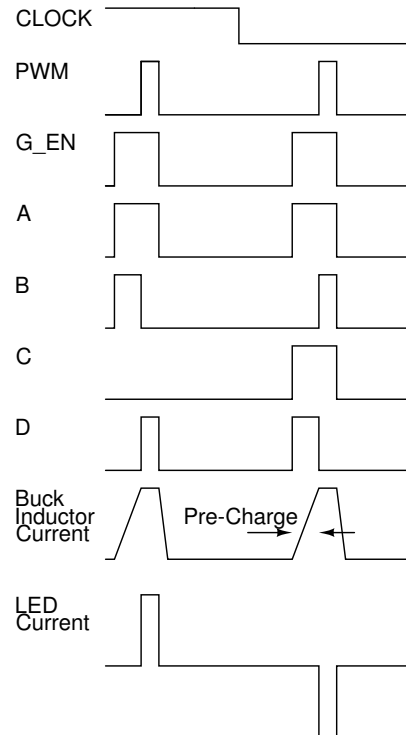 CLOCK
PWM
G_EN
A
B
C
D
Buck
Inductor
Current
Pre-Charge
LED
Current